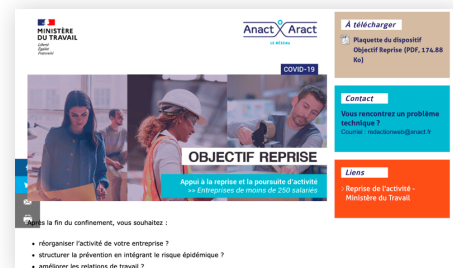 MINISTÈRE
DU TRAVAIL
Liberté
Égalité
Fraternité
Anact Aract
LE RÉSEAU
COVID-19
OBJECTIF REPRISE
Appui à la reprise et la poursuite d'activité
>> Entreprises de moins de 250 salariés
Après la fin du confinement, vous souhaitez :
• réorganiser l'activité de votre entreprise ?
• structurer la prévention en intégrant le risque épidémique ?
• améliorer les relations de travail ?
À télécharger
Plaquette du dispositif
Objectif Reprise (PDF, 174.88
Ko)
Contact
Vous rencontrez un problème
technique ?
Courriel : redactionweb@anact.fr
Liens
Reprise de l'activité -
Ministère du Travail